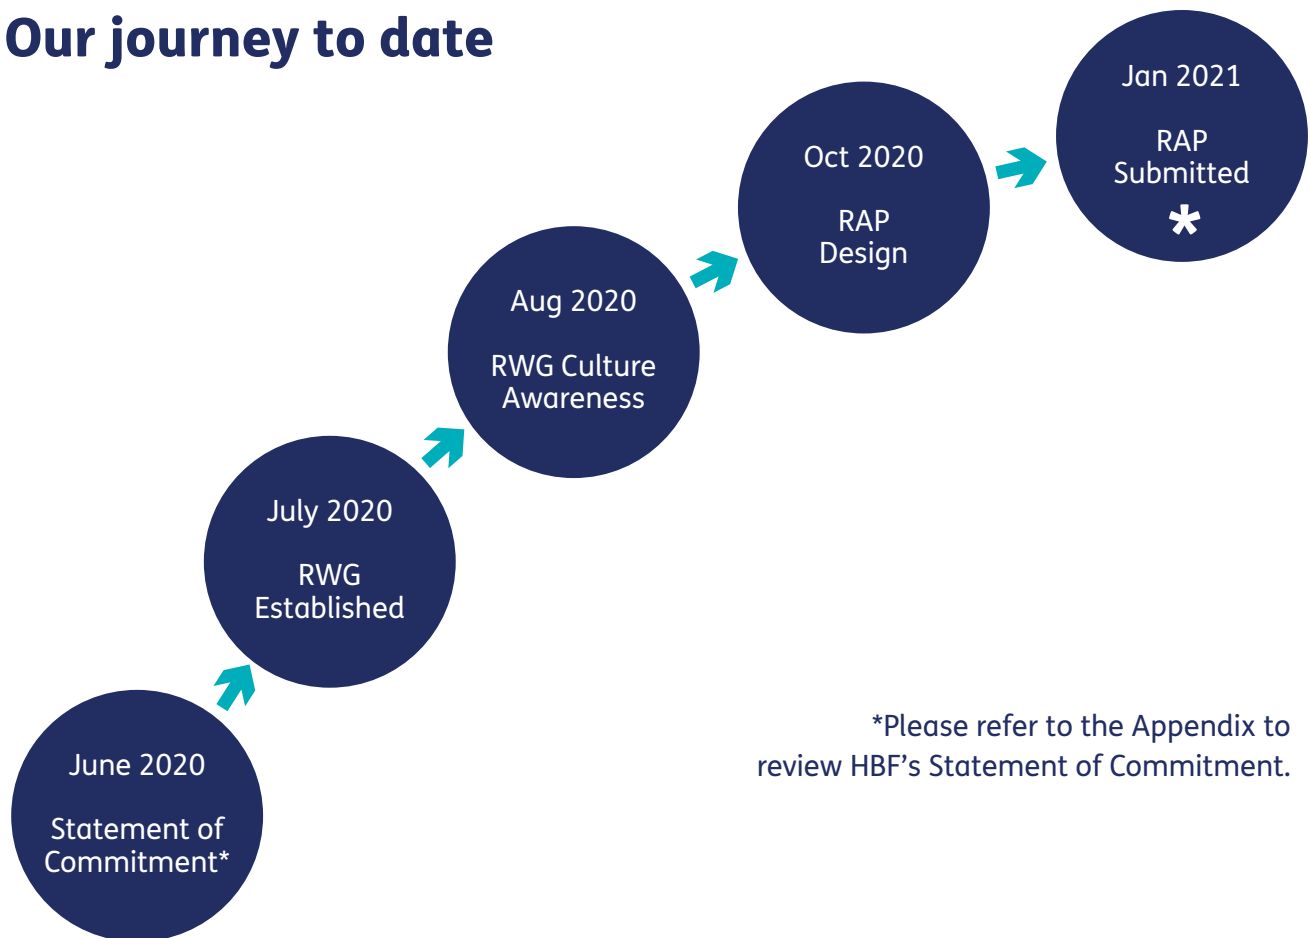 Our journey to date
Jan 2021
RAP
Submitted
*
Oct 2020
RAP
Design
Aug 2020
RWG Culture
Awareness
July 2020
RWG
Established
June 2020
Statement of
Commitment*
*Please refer to the Appendix to
review HBF’s Statement of Commitment.